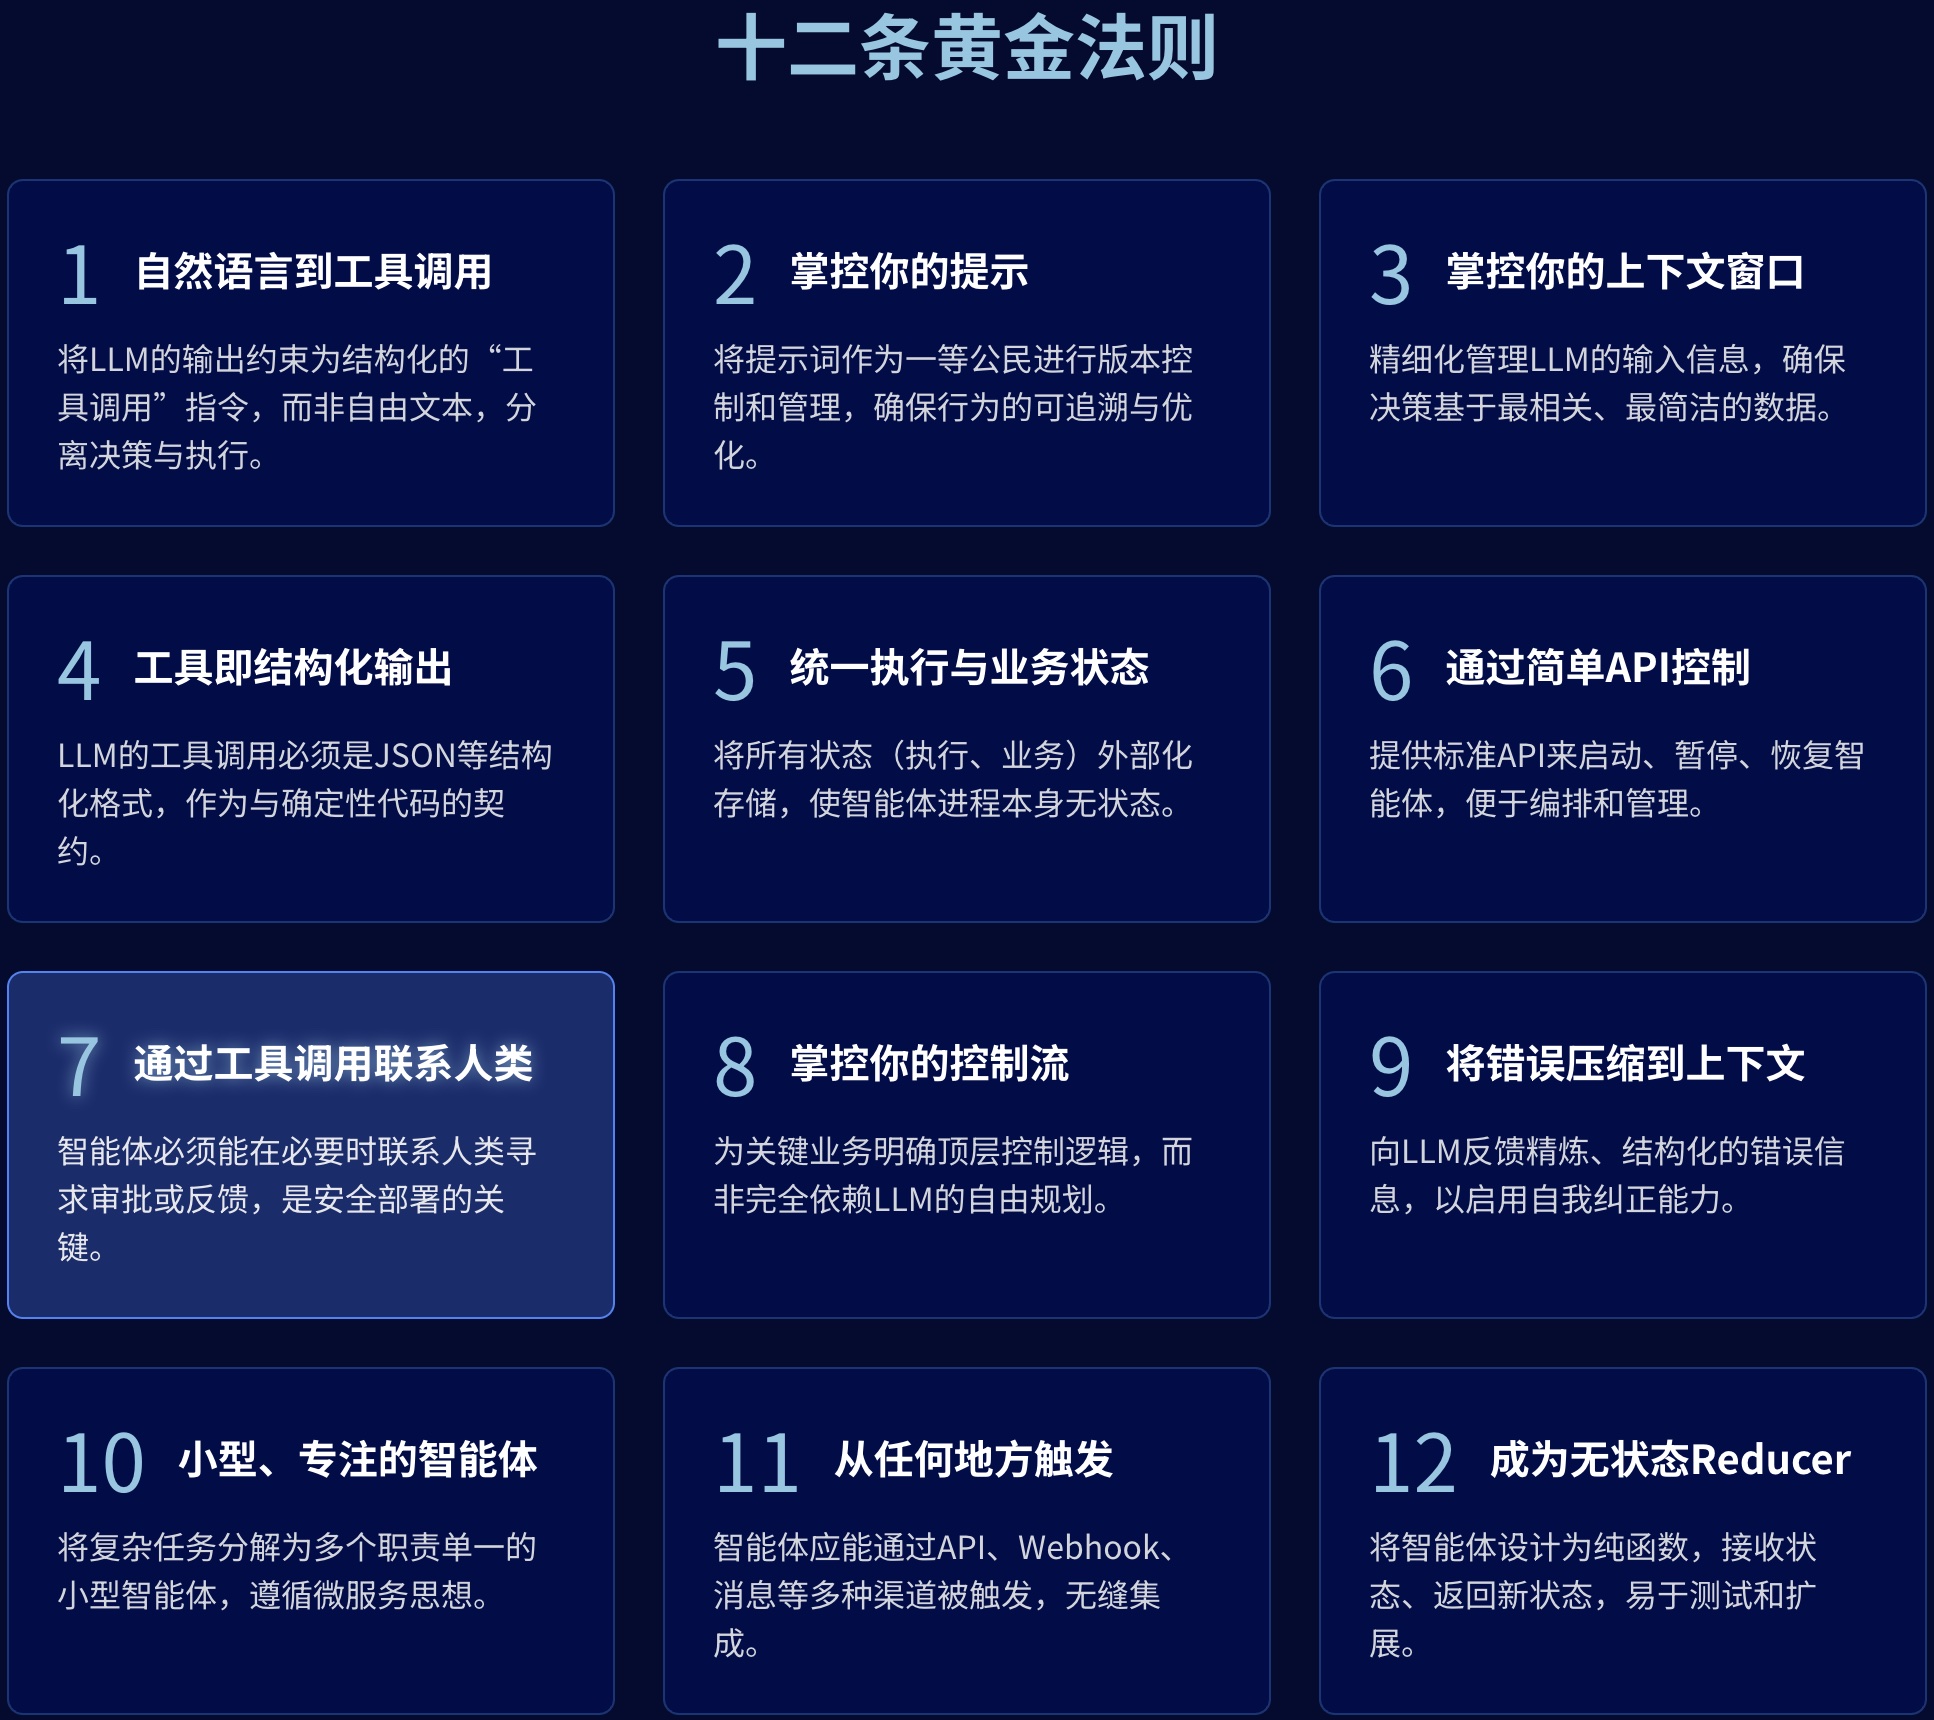 十二条黄金法则
1 自然语言到工具调用
将LLM的输出约束为结构化的“工
具调用”指令，而非自由文本，分
离决策与执行。
2 掌控你的提示
将提示词作为一等公民进行版本控
制和管理，确保行为的可追溯与优
化。
3 掌控你的上下文窗口
精细化管理LLM的输入信息，确保
决策基于最相关、最简洁的数据。
4 工具即结构化输出
LLM的工具调用必须是JSON等结构
化格式，作为与确定性代码的契
约。
5 统一执行与业务状态
将所有状态（执行、业务）外部化
存储，使智能体进程本身无状态。
6 通过简单API控制
提供标准API来启动、暂停、恢复智
能体，便于编排和管理。
7 通过工具调用联系人类
智能体必须能在必要时联系人类寻
求审批或反馈，是安全部署的关
键。
8 掌控你的控制流
为关键业务明确顶层控制逻辑，而
非完全依赖LLM的自由规划。
9 将错误压缩到上下文
向LLM反馈精炼、结构化的错误信
息，以启用自我纠正能力。
10 小型、专注的智能体
将复杂任务分解为多个职责单一的
小型智能体，遵循微服务思想。
11 从任何地方触发
智能体应能通过API、Webhook、
消息等多种渠道被触发，无缝集
成。
12 成为无状态Reducer
将智能体设计为纯函数，接收状
态、返回新状态，易于测试和扩
展。